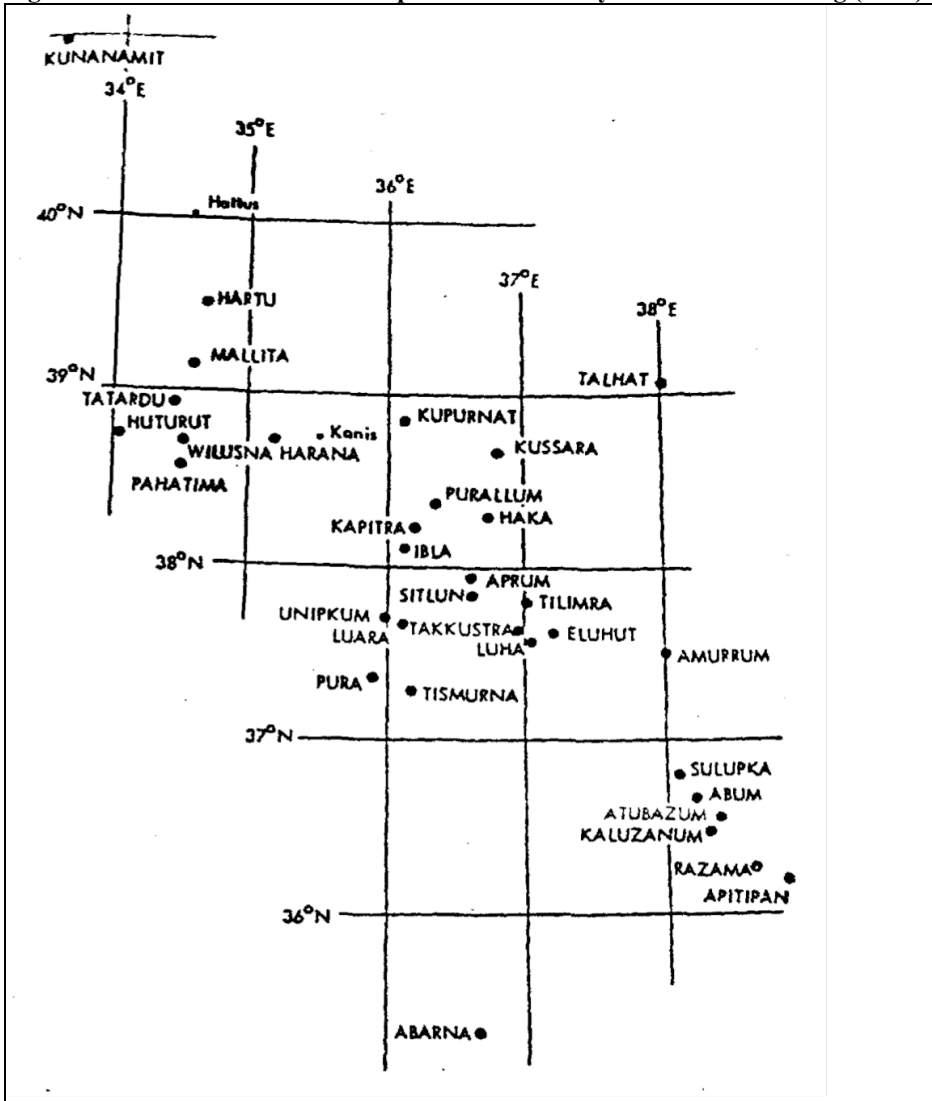 KUNANAMIT
34°E
35°E
36°E
Hattus
40°N
37°E
HARTU
38°E
MALLITA
39°N
TALHAT
TATARDU
KUPURNAT
HUTURUT
Kanis
WILUSNA HARANA
KUSSARA
PAHATIMA
PURALLUM
HAKA
KAPITRA
IBLA
38°N
APRUM
SITLUN
TILIMRA
UNIPKUM
TAKKUSTRA
ELUHUT
LUARA
LUHA
AMURRUM
PURA
TISMURNA
37°N
SULUPKA
ABUM
ATUBAZUM
KALUZANUM
RAZAMA
APITIPAN
36°N
ABARNA